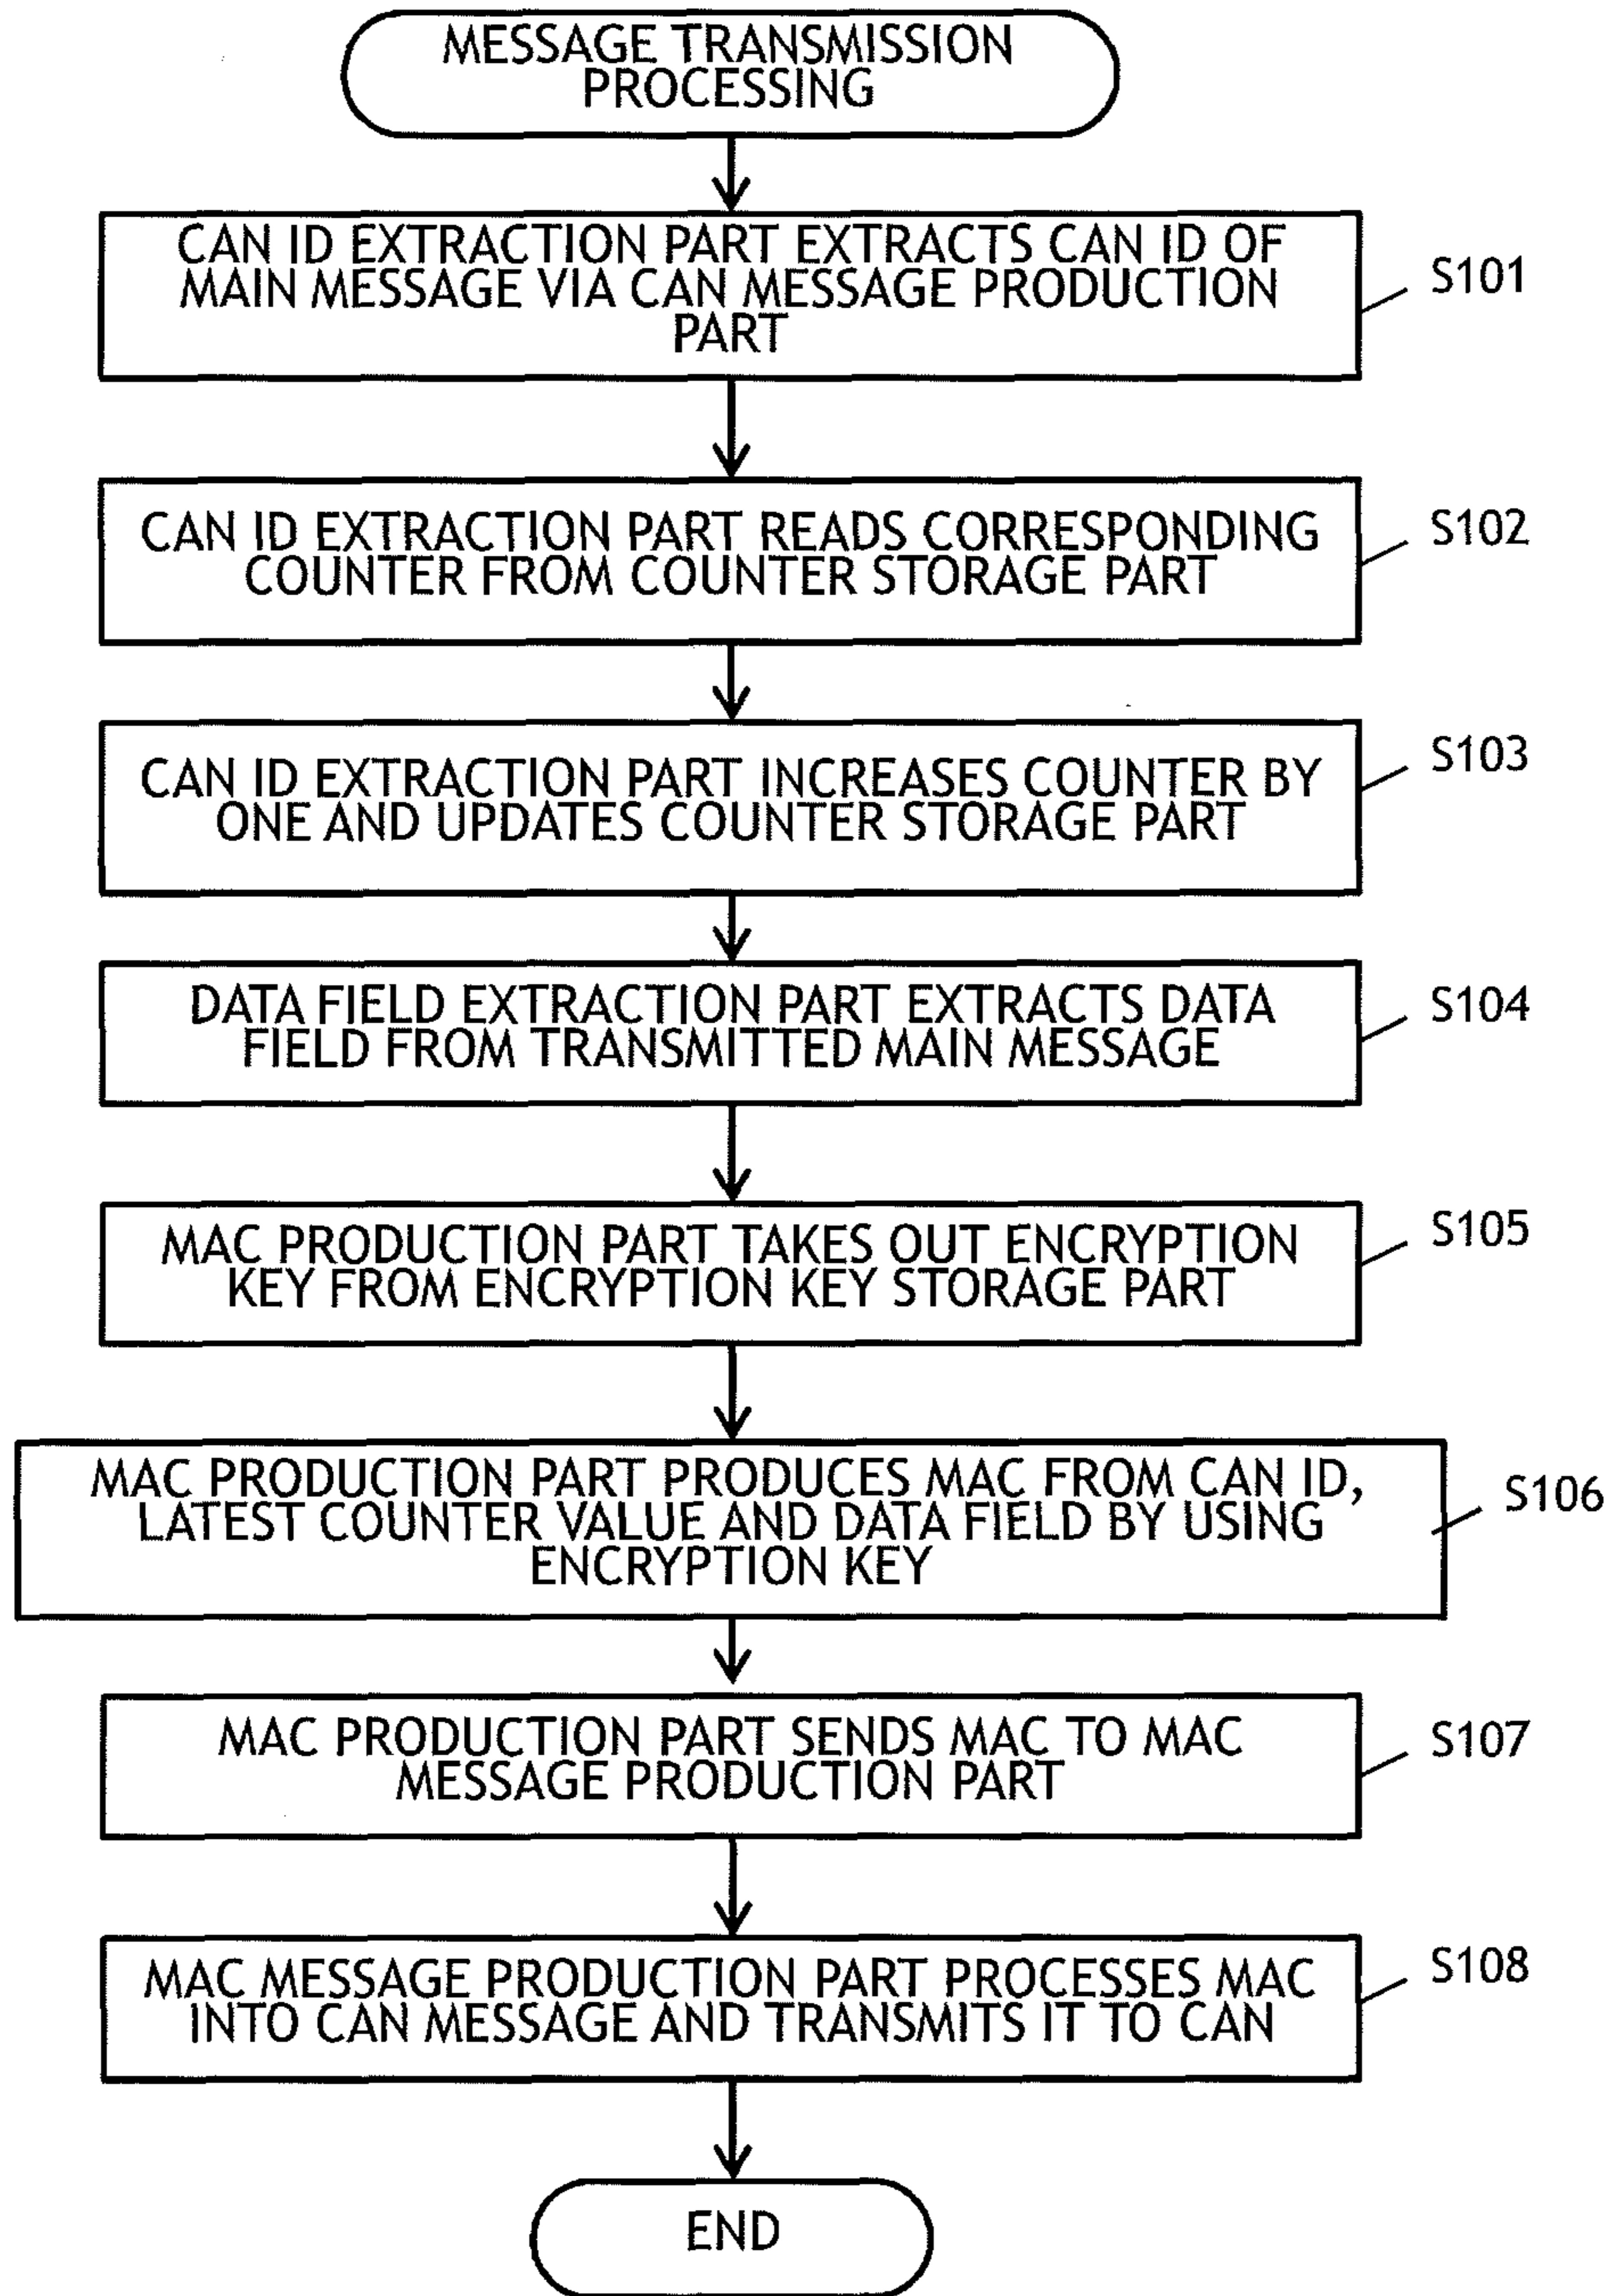 MESSAGE TRANSMISSION
PROCESSING
CAN ID EXTRACTION PART EXTRACTS CAN ID OF
MAIN MESSAGE VIA CAN MESSAGE PRODUCTION
PART
S101
CAN ID EXTRACTION PART READS CORRESPONDING
COUNTER FROM COUNTER STORAGE PART
S102
CAN ID EXTRACTION PART INCREASES COUNTER BY
ONE AND UPDATES COUNTER STORAGE PART
S103
DATA FIELD EXTRACTION PART EXTRACTS DATA
FIELD FROM TRANSMITTED MAIN MESSAGE
S104
MAC PRODUCTION PART TAKES OUT ENCRYPTION
KEY FROM ENCRYPTION KEY STORAGE PART
S105
MAC PRODUCTION PART PRODUCES MAC FROM CAN ID,
LATEST COUNTER VALUE AND DATA FIELD BY USING
ENCRYPTION KEY
S106
MAC PRODUCTION PART SENDS MAC TO MAC
MESSAGE PRODUCTION PART
S107
MAC MESSAGE PRODUCTION PART PROCESSES MAC
INTO CAN MESSAGE AND TRANSMITS IT TO CAN
S108
END